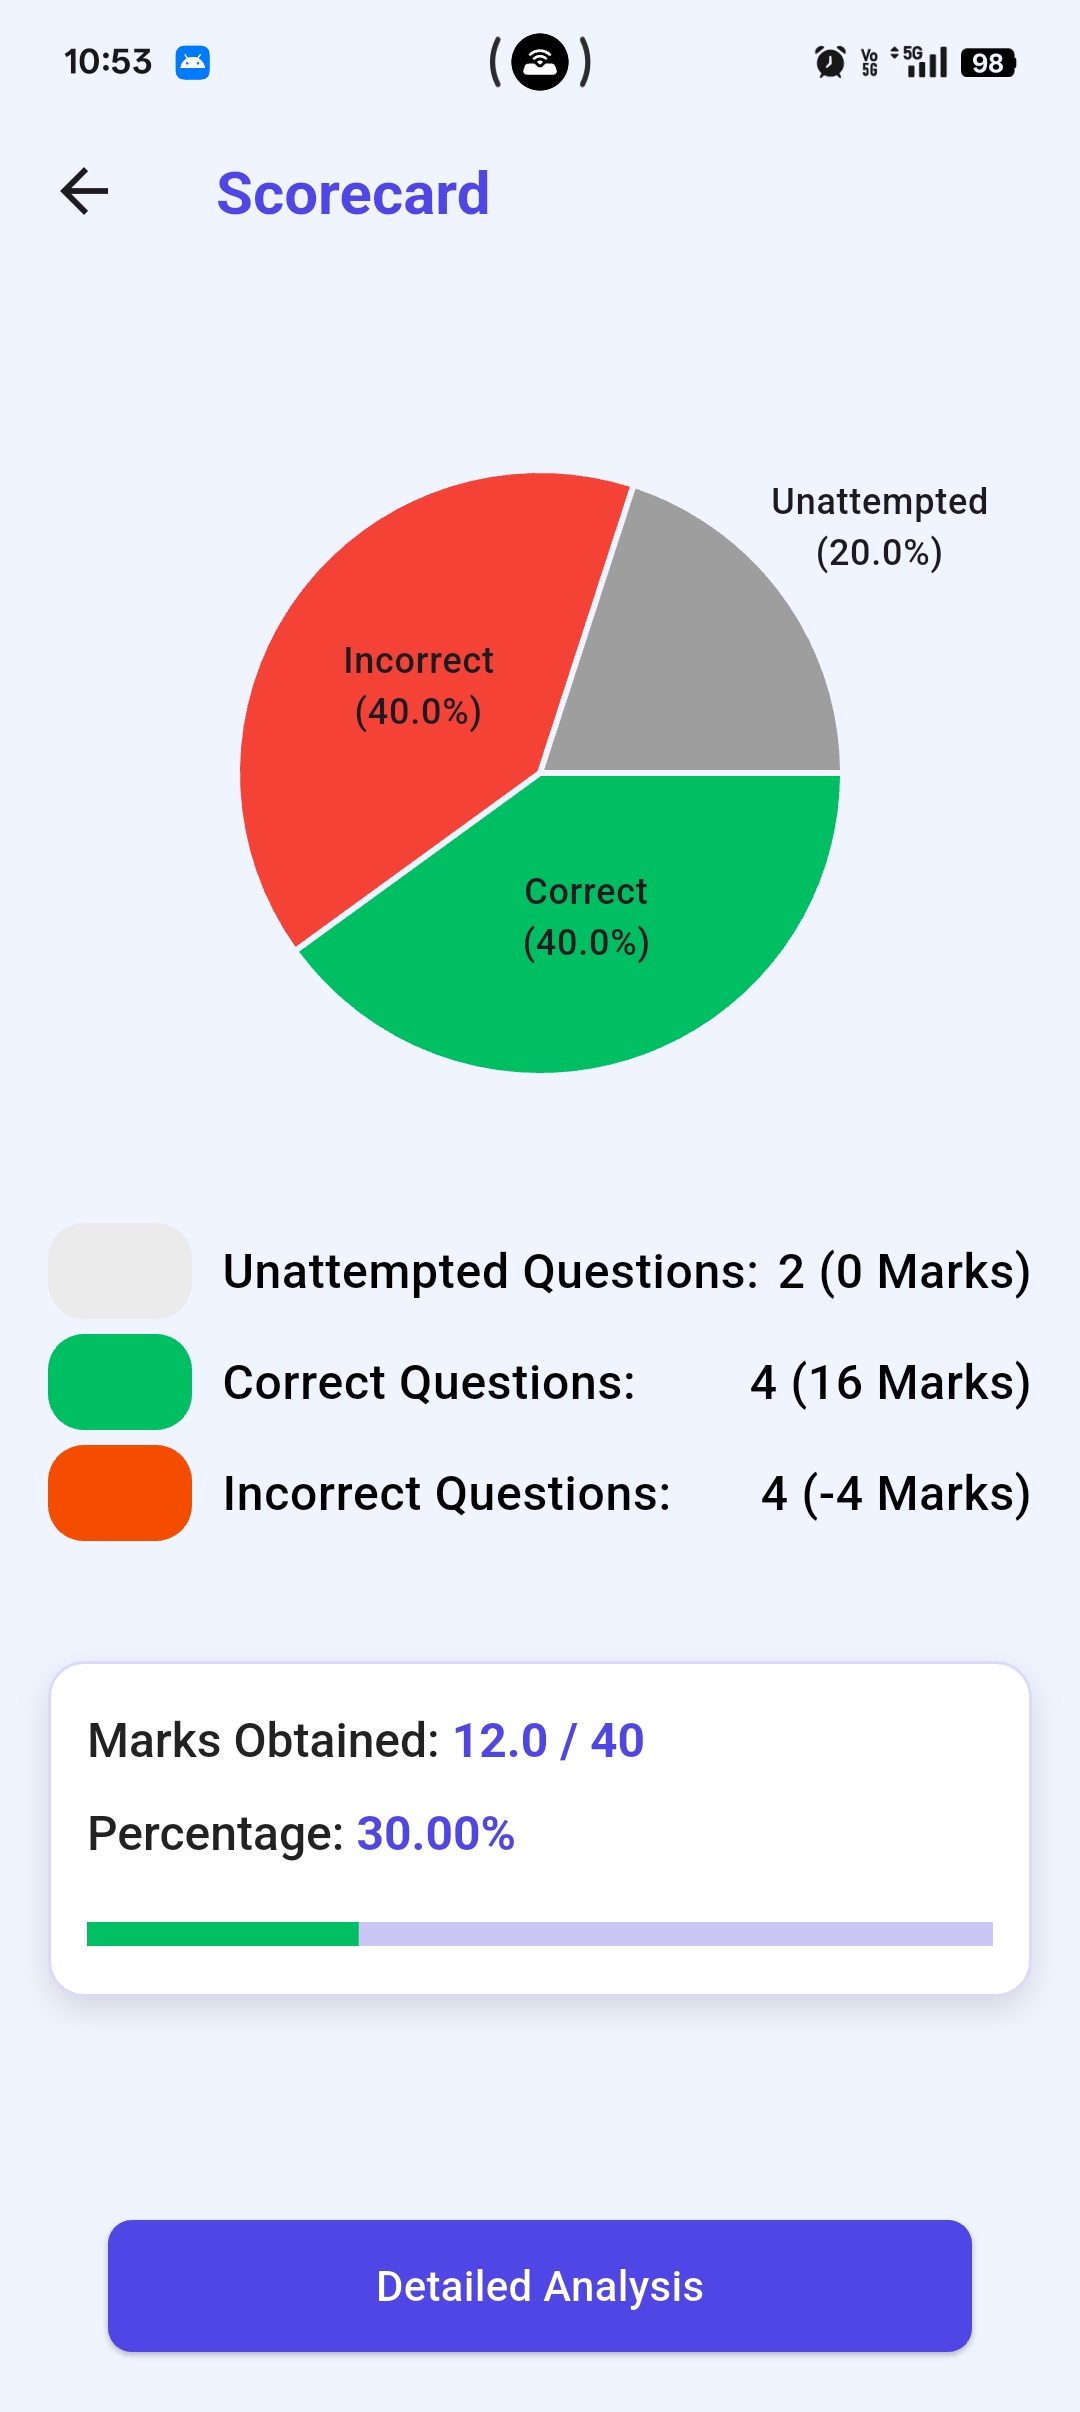 10:53
Vo 5G 5G 98
Scorecard
Unattempted
(20.0%)
Incorrect
(40.0%)
Correct
(40.0%)
Unattempted Questions: 2 (0 Marks)
Correct Questions: 4 (16 Marks)
Incorrect Questions: 4 (-4 Marks)
Marks Obtained: 12.0 / 40
Percentage: 30.00%
Detailed Analysis